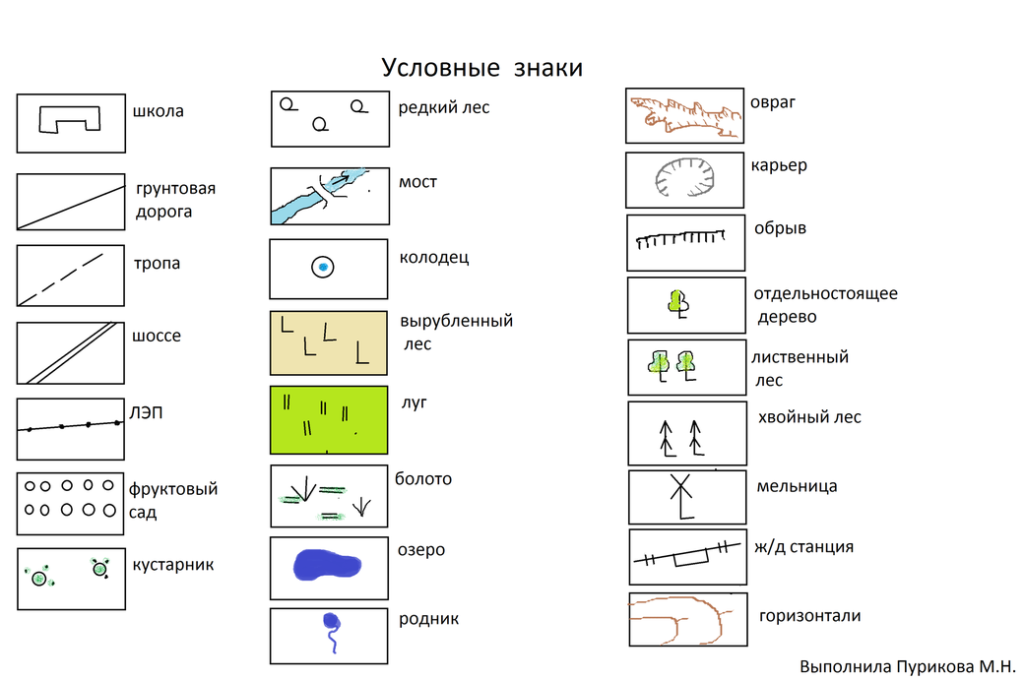 Условные знаки
школа
грунтовая
дорога
тропа
шоссе
ЛЭП
фруктовый
сад
кустарник
редкий лес
мост
колодец
вырубленный
лес
луг
болото
озеро
родник
овраг
карьер
обрыв
отдельностоящее
дерево
лиственный
лес
хвойный лес
мельница
ж/д станция
горизонтали
Выполнила Пурикова М.Н.